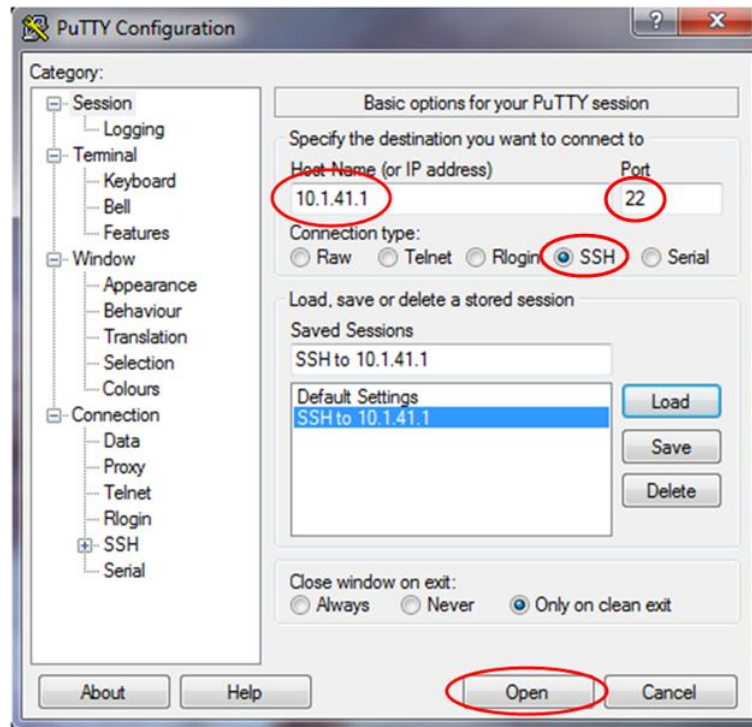 PuTTY Configuration
Category:
Session
Logging
Terminal
Keyboard
Bell
Features
Window
Appearance
Behaviour
Translation
Selection
Colours
Connection
Data
Proxy
Telnet
Rlogin
SSH
Serial
Basic options for your PuTTY session
Specify the destination you want to connect to
Host Name (or IP address) Port
10.1.41.1 22
Connection type:
Raw Telnet Rlogin SSH Serial
Load, save or delete a stored session
Saved Sessions
SSH to 10.1.41.1
Default Settings
SSH to 10.1.41.1
Load
Save
Delete
Close window on exit:
Always Never Only on clean exit
About Help Open Cancel